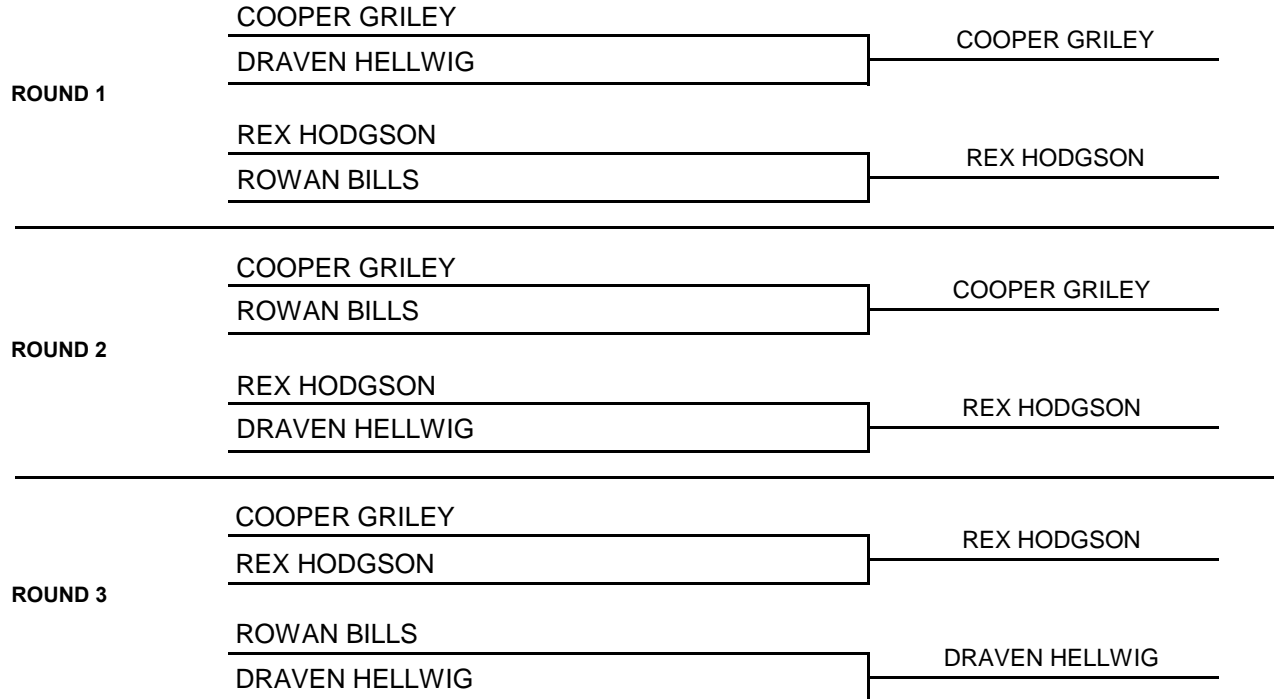 COOPER GRILEY
COOPER GRILEY
DRAVEN HELLWIG
ROUND 1
REX HODGSON
REX HODGSON
ROWAN BILLS
COOPER GRILEY
COOPER GRILEY
ROWAN BILLS
ROUND 2
REX HODGSON
REX HODGSON
DRAVEN HELLWIG
COOPER GRILEY
REX HODGSON
REX HODGSON
ROUND 3
ROWAN BILLS
DRAVEN HELLWIG
DRAVEN HELLWIG